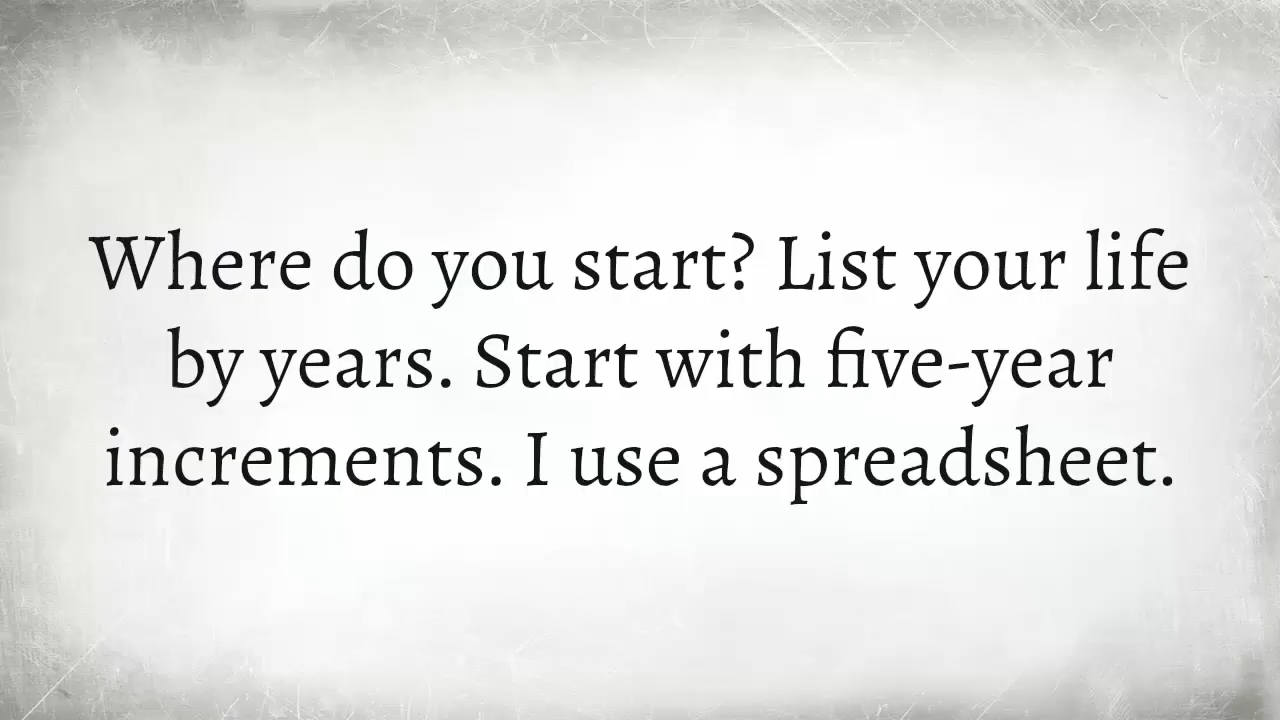 Where do you start? List your life
by years. Start with five-year
increments. I use a spreadsheet.